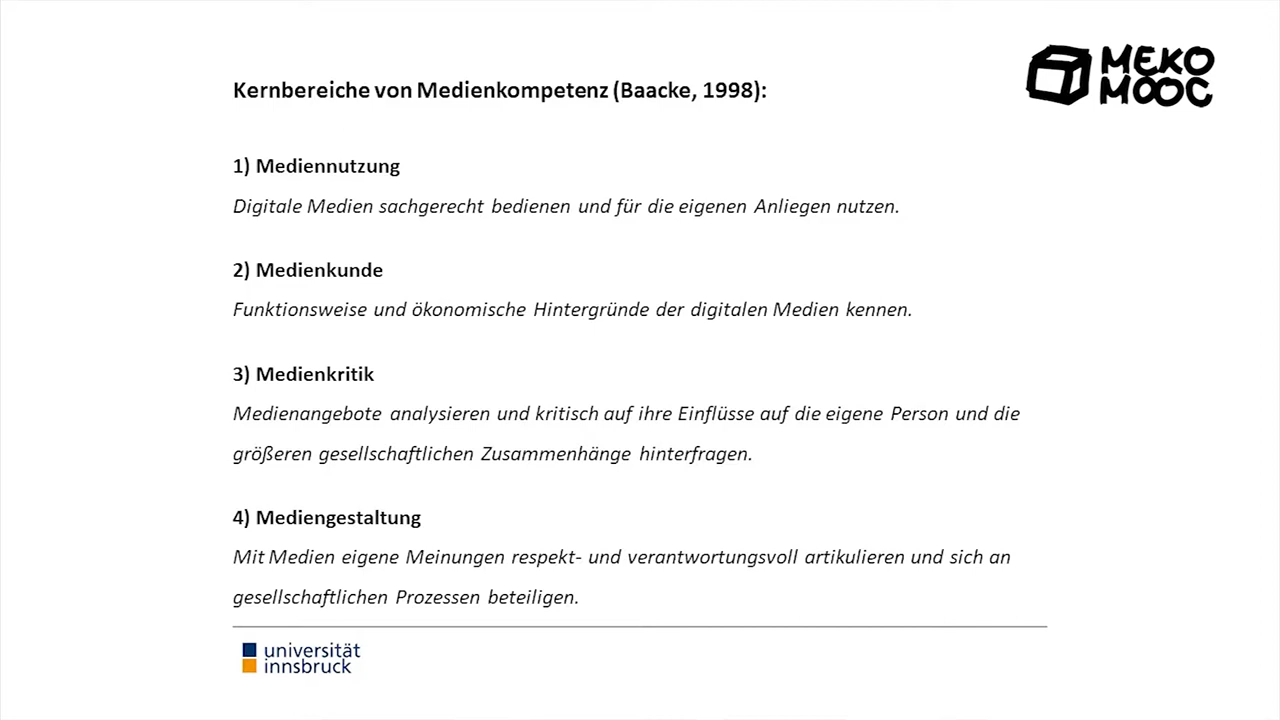 MEKO
MOOC
Kernbereiche von Medienkompetenz (Baacke, 1998):
1) Mediennutzung
Digitale Medien sachgerecht bedienen und für die eigenen Anliegen nutzen.
2) Medienkunde
Funktionsweise und ökonomische Hintergründe der digitalen Medien kennen.
3) Medienkritik
Medienangebote analysieren und kritisch auf ihre Einflüsse auf die eigene Person und die
größeren gesellschaftlichen Zusammenhänge hinterfragen.
4) Mediengestaltung
Mit Medien eigene Meinungen respekt- und verantwortungsvoll artikulieren und sich an
gesellschaftlichen Prozessen beteiligen.
universität
innsbruck